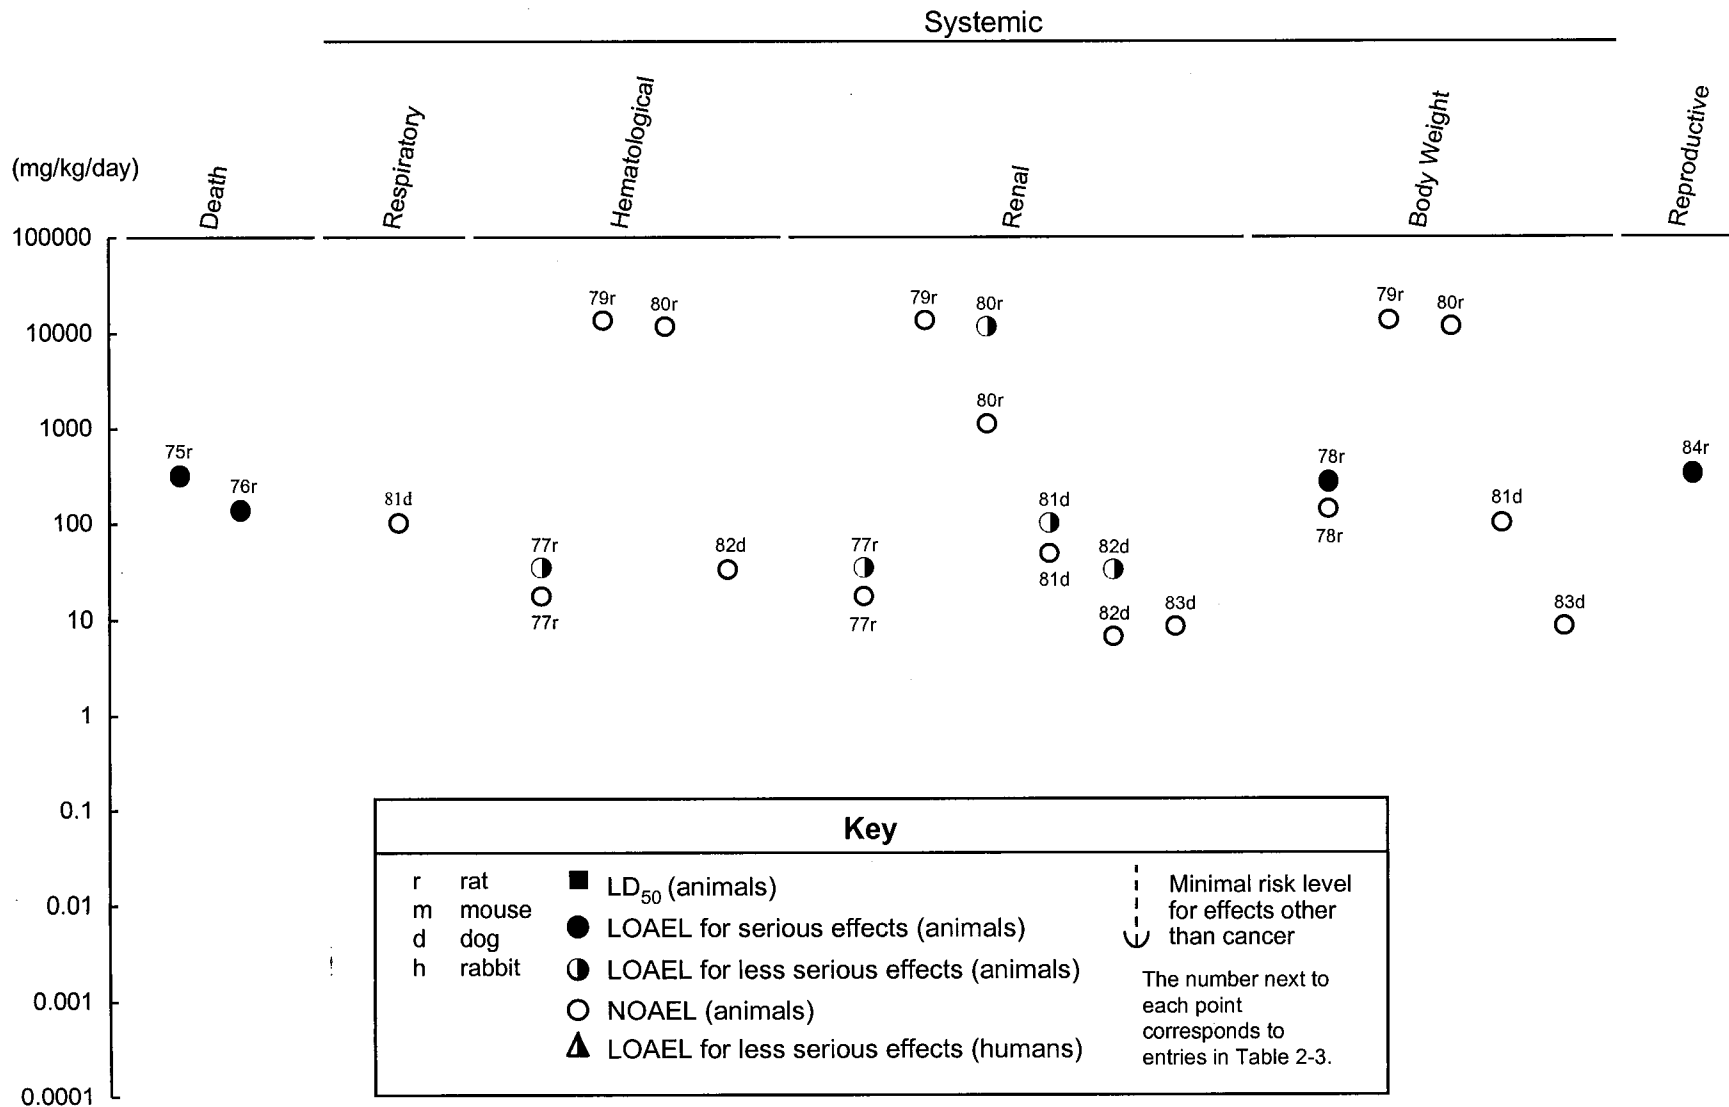 Systemic
(mg/kg/day)
Death
Respiratory
Hematological
Renal
Body Weight
Reproductive
100000
10000
1000
100
10
1
0.1
0.01
0.001
0.0001
75r
76r
81d
77r
77r
79r
80r
82d
77r
77r
79r
80r
80r
81d
81d
82d
82d
83d
78r
78r
79r
80r
81d
83d
84r
Key
r rat
m mouse
d dog
h rabbit
LD50 (animals)
LOAEL for serious effects (animals)
LOAEL for less serious effects (animals)
NOAEL (animals)
LOAEL for less serious effects (humans)
Minimal risk level
for effects other
than cancer
The number next to
each point
corresponds to
entries in Table 2-3.